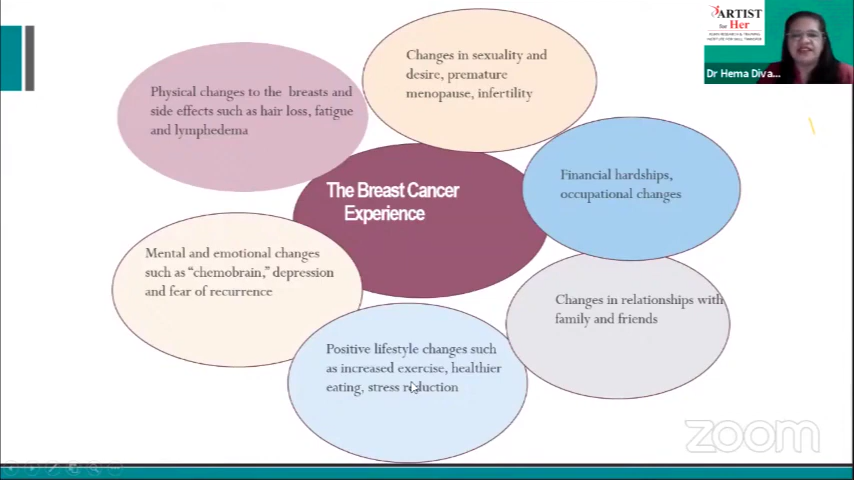 ARTIST
for Her
Dr Hema Diva...
Changes in sexuality and
desire, premature
menopause, infertility
Physical changes to the breasts and
side effects such as hair loss, fatigue
and lymphedema
Financial hardships,
occupational changes
The Breast Cancer
Experience
Mental and emotional changes
such as “chemobrain,” depression
and fear of recurrence
Changes in relationships with
family and friends
Positive lifestyle changes such
as increased exercise, healthier
eating, stress reduction
zoom